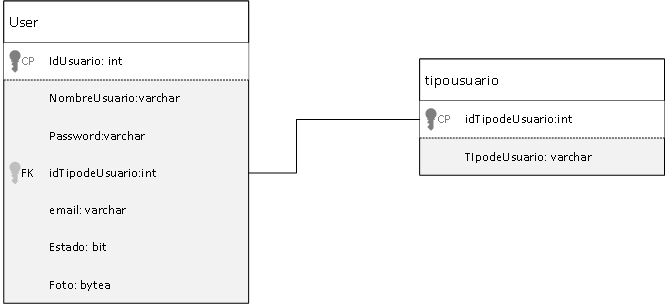 User
CP IdUsuario: int
NombreUsuario:varchar
Password:varchar
FK idTipodeUsuario:int
email: varchar
Estado: bit
Foto: bytea
tipousuario
CP idTipodeUsuario:int
TIpodeUsuario: varchar